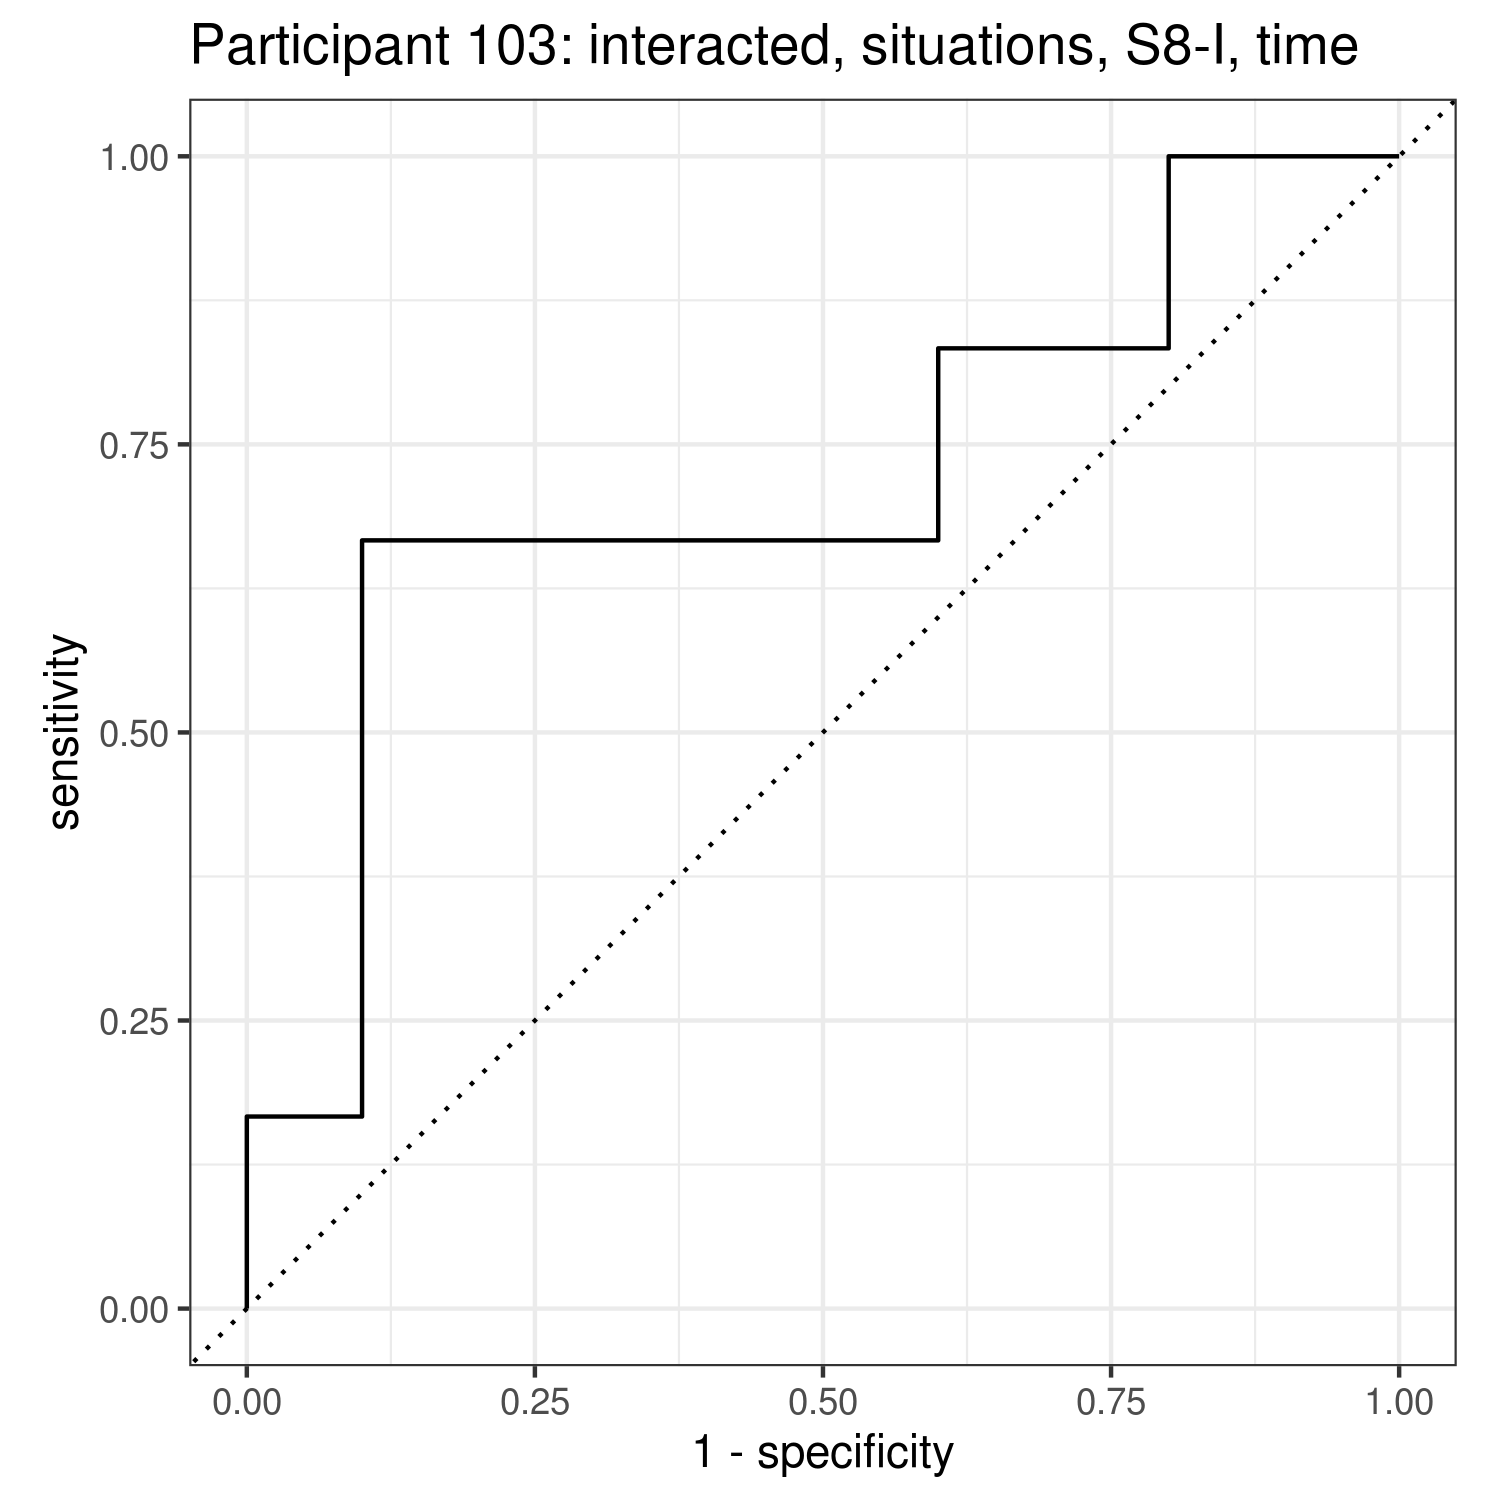 Participant 103: interacted, situations, S8-I, time
1.00
0.75
0.50
0.25
0.00
sensitivity
0.00 0.25 0.50 0.75 1.00
1 - specificity